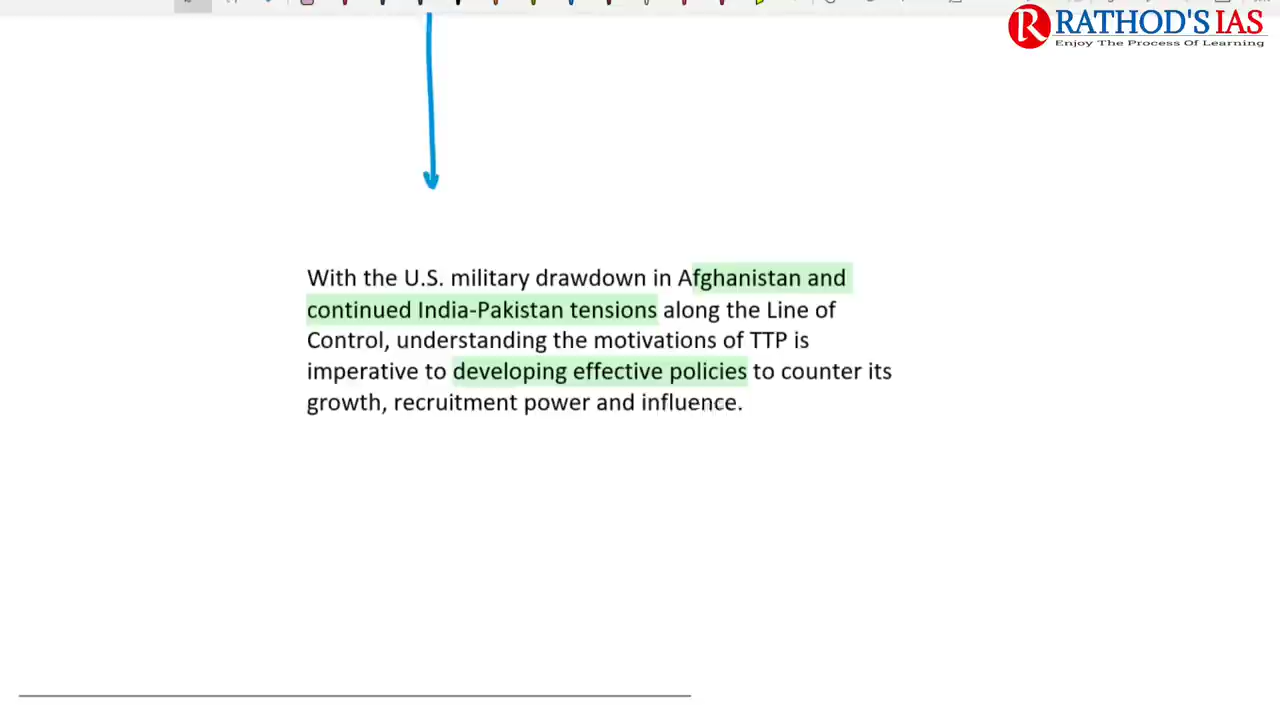 R RATHOD'S IAS
Enjoy The Process Of Learning
With the U.S. military drawdown in Afghanistan and
continued India-Pakistan tensions along the Line of
Control, understanding the motivations of TTP is
imperative to developing effective policies to counter its
growth, recruitment power and influence.